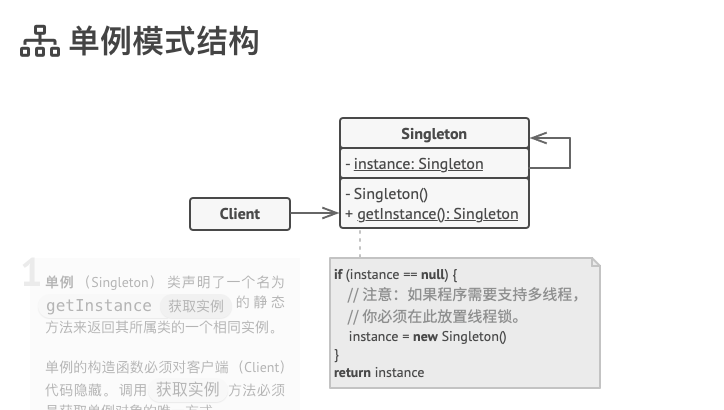 单例模式结构
Singleton
- instance: Singleton
- Singleton()
+ getInstance(): Singleton
Client
1
单例 (Singleton) 类声明了一个名为
getInstance 获取实例 的静态
方法来返回其所属类的一个相同实例。
单例的构造函数必须对客户端 (Client)
代码隐藏。调用 获取实例 方法必须
是获取单例对象的唯一方式。
if (instance == null) {
// 注意：如果程序需要支持多线程，
// 你必须在此放置线程锁。
instance = new Singleton()
}
return instance